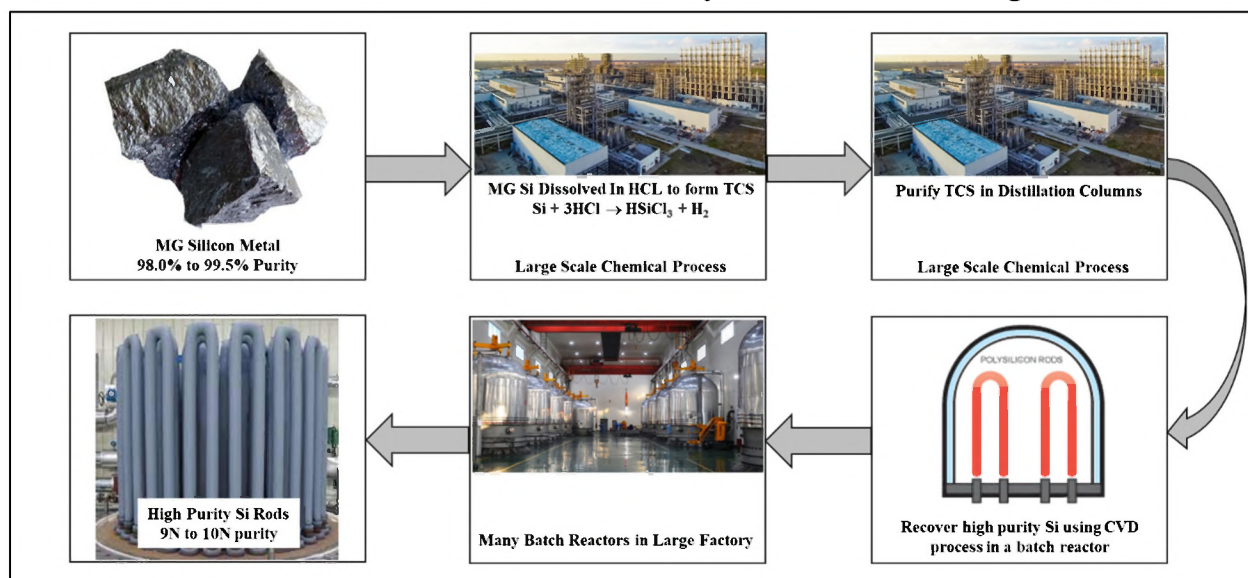 MG Silicon Metal
98.0% to 99.5% Purity
MG Si Dissolved In HCL to form TCS
Si + 3HCl → HSiCl₃ + H₂
Large Scale Chemical Process
Purify TCS in Distillation Columns
Large Scale Chemical Process
POLYSILICON RODS
Recover high purity Si using CVD
process in a batch reactor
Many Batch Reactors in Large Factory
High Purity Si Rods
9N to 10N purity